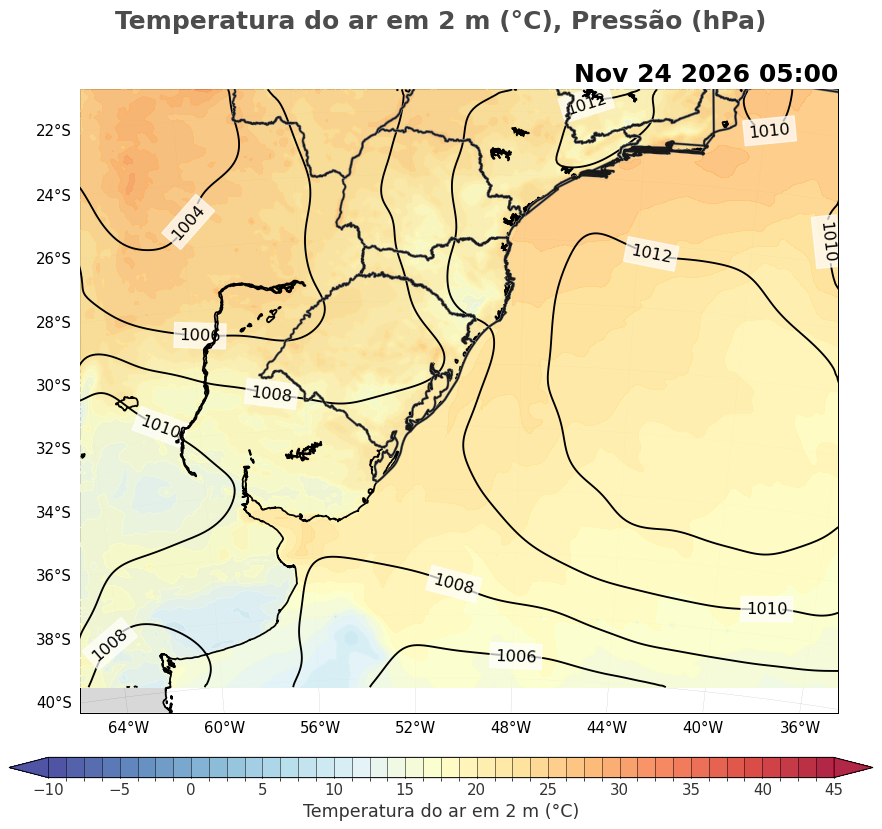 Temperatura do ar em 2 m (°C), Pressão (hPa)
Nov 24 2026 05:00
1012
1010
22°S
24°S
1004
1010
1012
26°S
28°S
1006
30°S
1008
1010
32°S
34°S
36°S
1008
1010
38°S
1008
1006
40°S
64°W 60°W 56°W 52°W 48°W 44°W 40°W 36°W
−10 −5 0 5 10 15 20 25 30 35 40 45
Temperatura do ar em 2 m (°C)